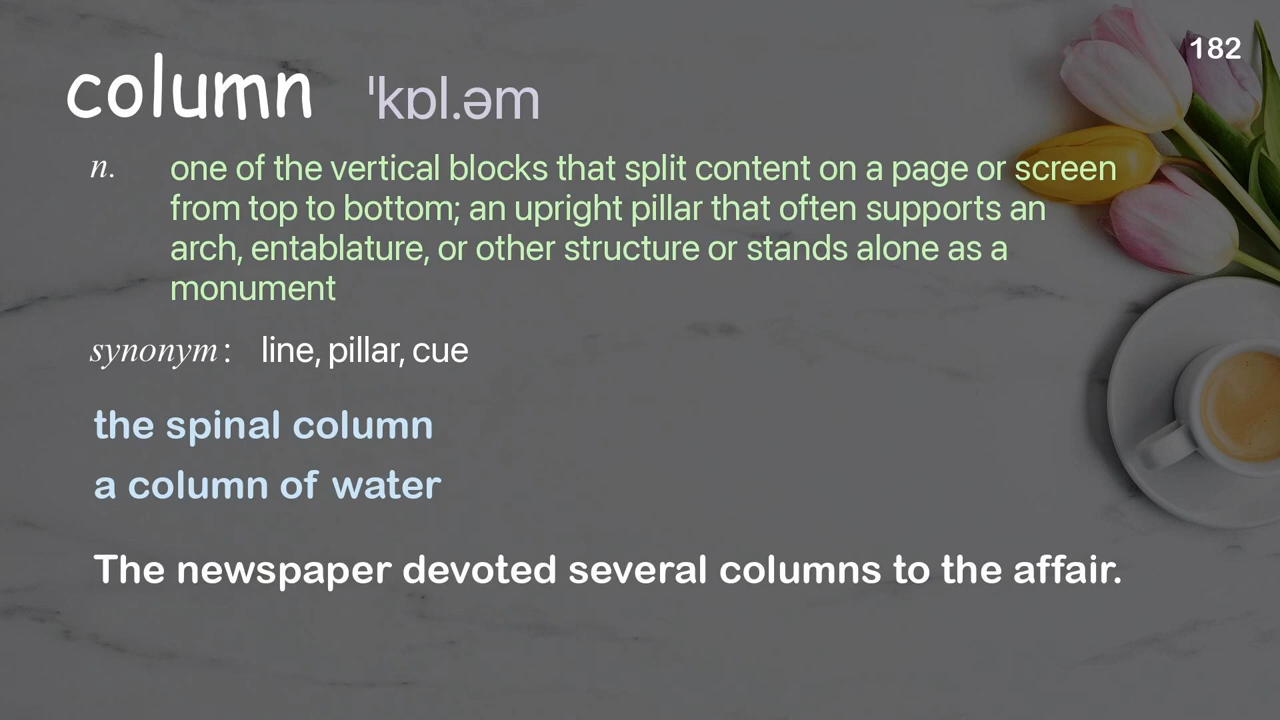 182
column ˈkɒl.əm
n. one of the vertical blocks that split content on a page or screen
from top to bottom; an upright pillar that often supports an
arch, entablature, or other structure or stands alone as a
monument
synonym: line, pillar, cue
the spinal column
a column of water
The newspaper devoted several columns to the affair.